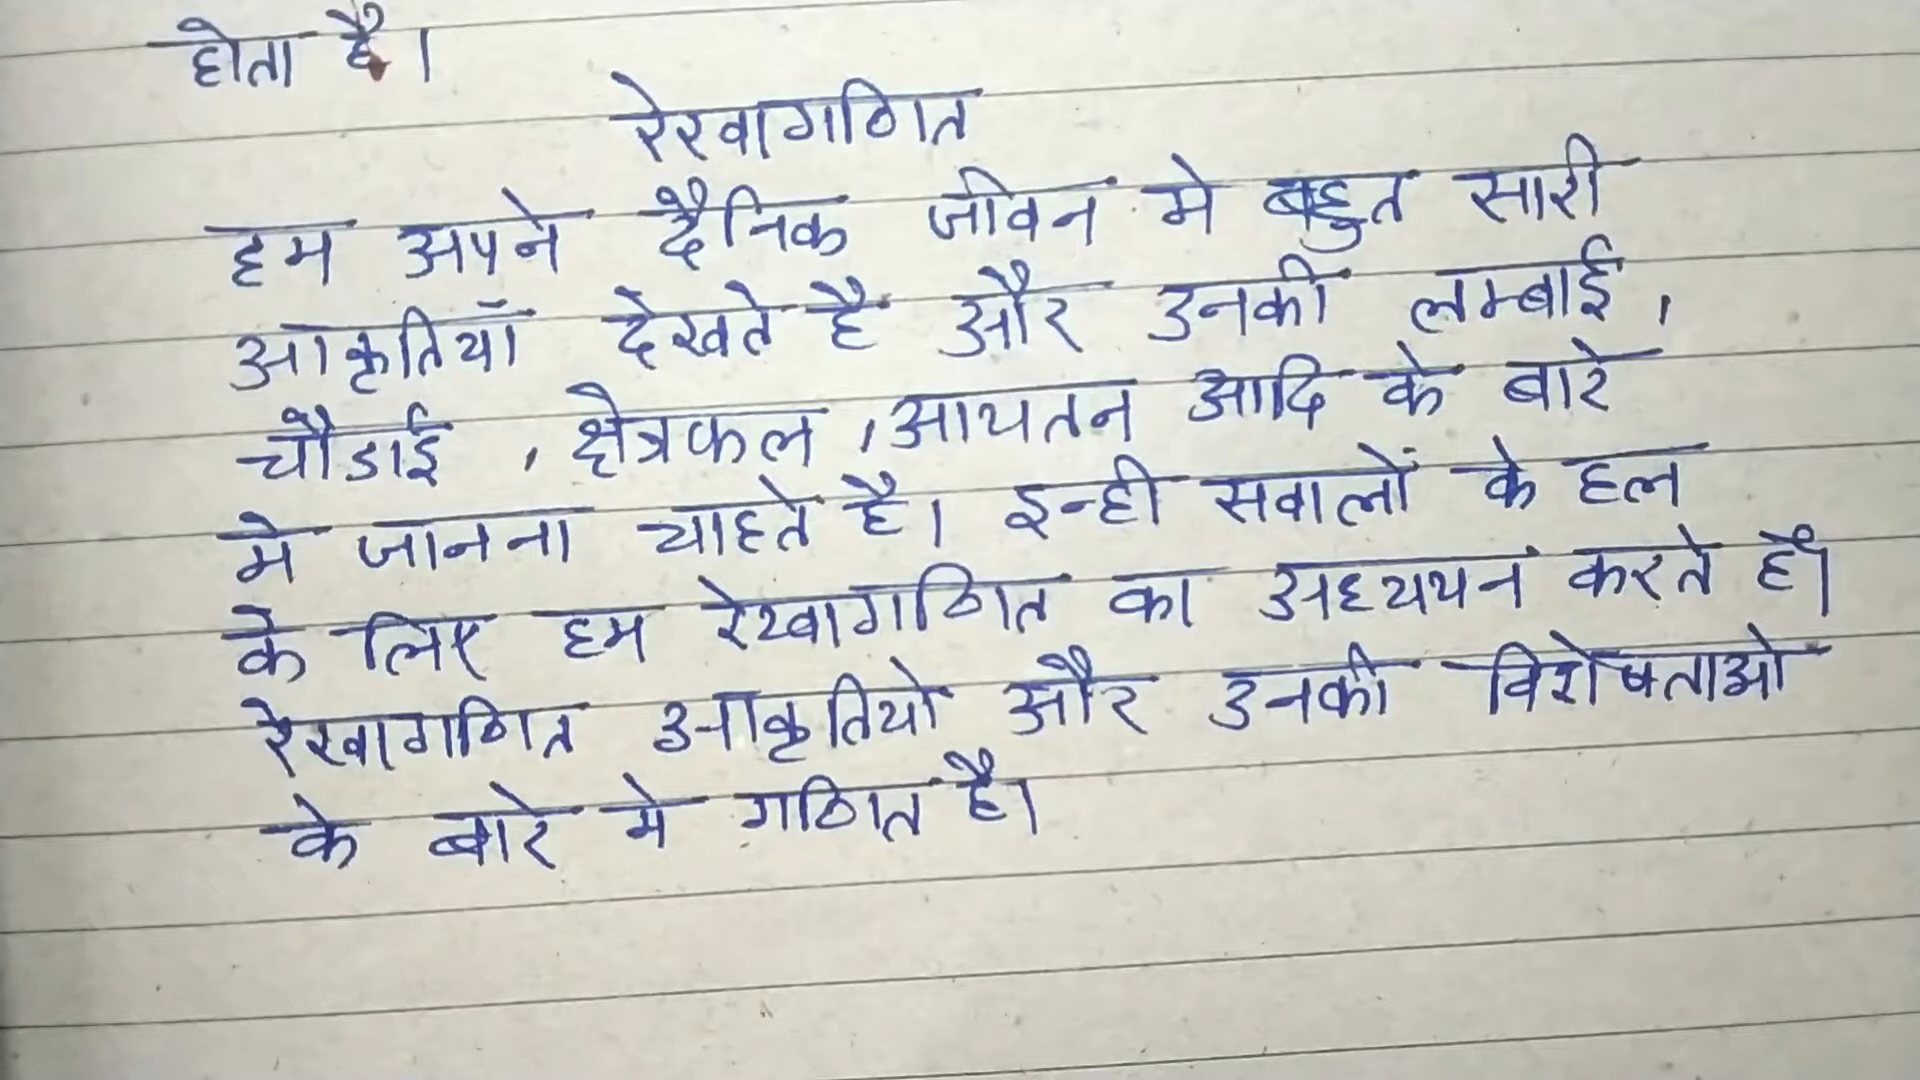 होता है।
रेखागणित
हम अपने दैनिक जीवन मे बहुत सारी
आकृतियाँ देखते है और उनकी लम्बाई,
चौडाई, क्षेत्रफल, आयतन आदि के बारे
मे जानना चाहते है। इन्ही सवालों के हल
के लिए हम रेखागणित का अध्ययन करते हैं।
रेखागणित आकृतियो और उनकी विशेषताओ
के बारे मे गणित है।